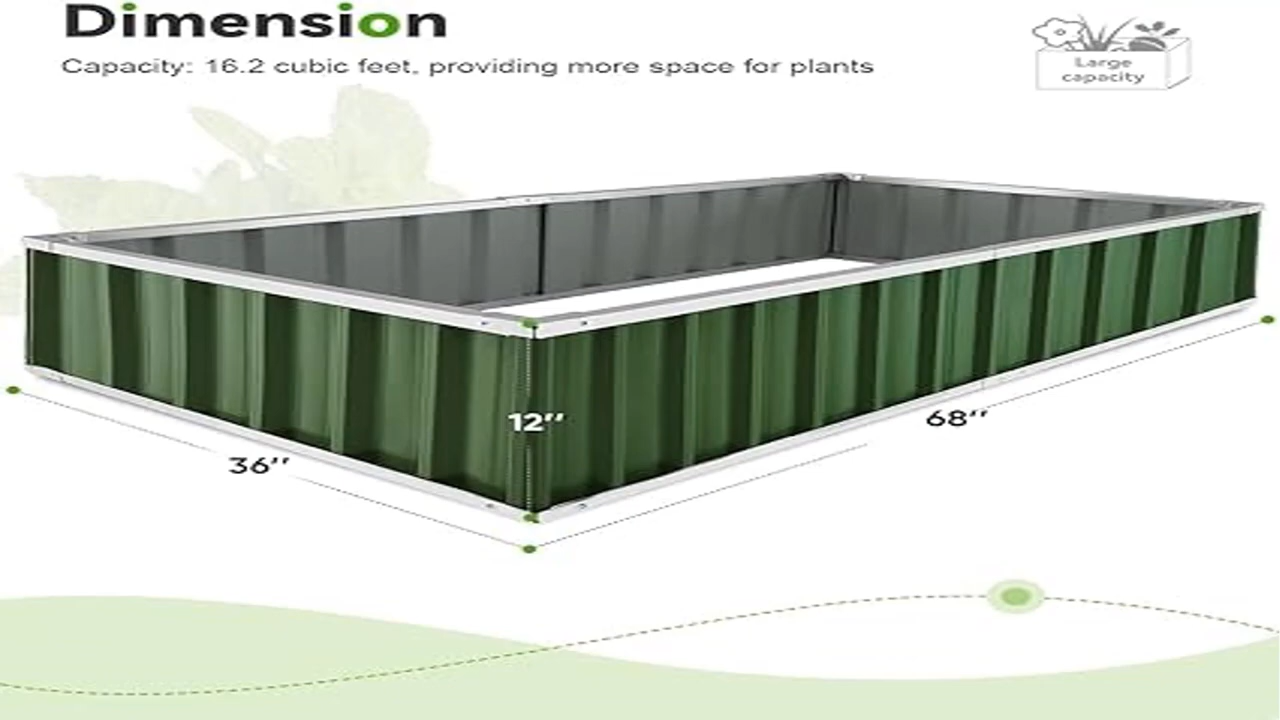 Dimension
Capacity: 16.2 cubic feet, providing more space for plants
Large
capacity
12′′
68′′
36′′